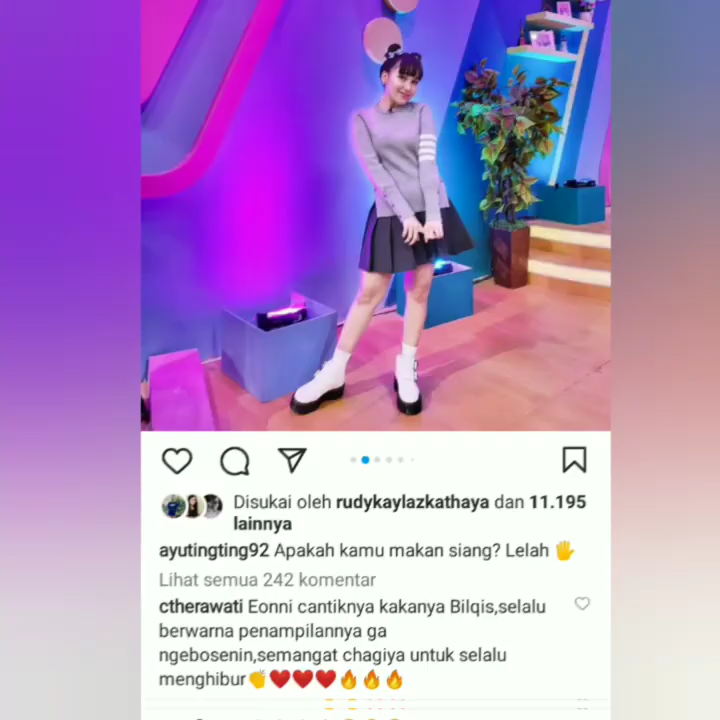 Disukai oleh rudykaylazkathaya dan 11.195
lainnya
ayutingting92 Apakah kamu makan siang? Lelah 🖐
Lihat semua 242 komentar
ctherawati Eonni cantiknya kakanya Bilqis,selalu
berwarna penampilannya ga
ngebosenin,semangat chagiya untuk selalu
menghibur👏❤️❤️❤️🔥🔥🔥